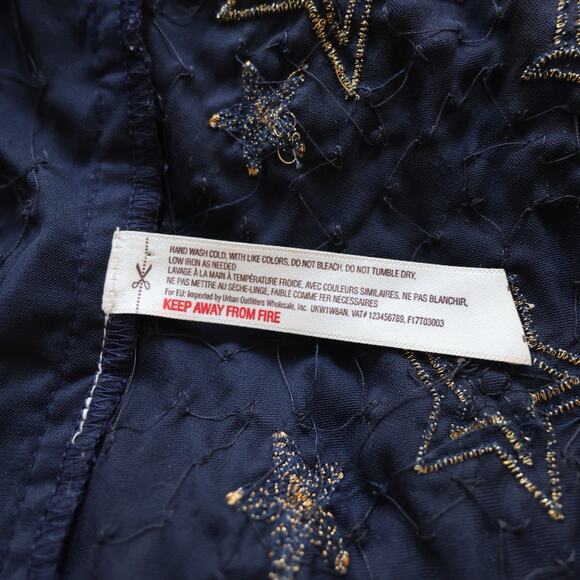 HAND WASH COLD, WITH LIKE COLORS, DO NOT BLEACH. DO NOT TUMBLE DRY.
LOW IRON AS NEEDED
LAVAGE À LA MAIN À TEMPÉRATURE FROIDE, AVEC COULEURS SIMILAIRES. NE PAS BLANCHIR,
NE PAS METTRE AU SÈCHE-LINGE, FAIBLE COMME FER NÉCESSAIRES
For EU: Imported by Urban Outfitters Wholesale, Inc. UKW1W8AN, VAT# 123456789, F17T03003
KEEP AWAY FROM FIRE